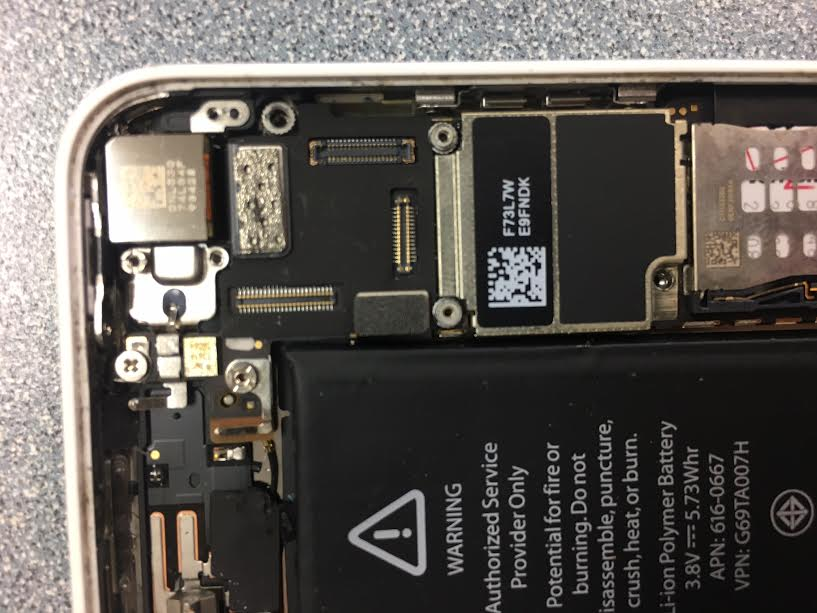 F73L7W
E9FNDK
WARNING
Authorized Service
Provider Only
Potential for fire or
burning. Do not
isassemble, puncture,
crush, heat, or burn.
i-ion Polymer Battery
3.8V 5.73Whr
APN: 616-0667
VPN: G69TA007H